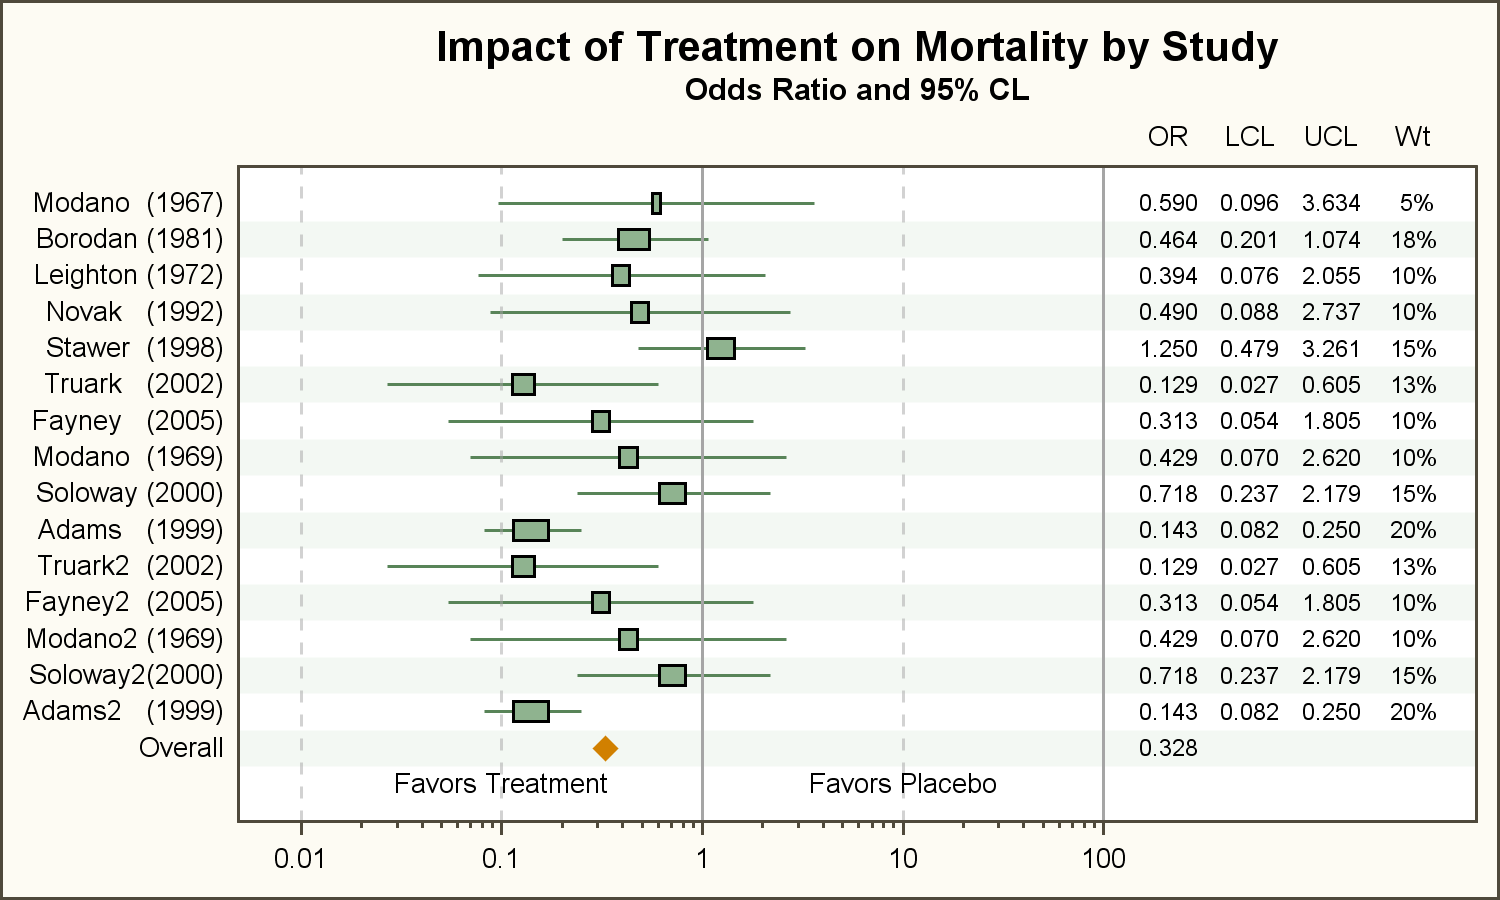 Impact of Treatment on Mortality by Study
Odds Ratio and 95% CL
OR LCL UCL Wt
Modano (1967) 0.590 0.096 3.634 5%
Borodan (1981) 0.464 0.201 1.074 18%
Leighton (1972) 0.394 0.076 2.055 10%
Novak (1992) 0.490 0.088 2.737 10%
Stawer (1998) 1.250 0.479 3.261 15%
Truark (2002) 0.129 0.027 0.605 13%
Fayney (2005) 0.313 0.054 1.805 10%
Modano (1969) 0.429 0.070 2.620 10%
Soloway (2000) 0.718 0.237 2.179 15%
Adams (1999) 0.143 0.082 0.250 20%
Truark2 (2002) 0.129 0.027 0.605 13%
Fayney2 (2005) 0.313 0.054 1.805 10%
Modano2 (1969) 0.429 0.070 2.620 10%
Soloway2(2000) 0.718 0.237 2.179 15%
Adams2 (1999) 0.143 0.082 0.250 20%
Overall 0.328
Favors Treatment Favors Placebo
0.01 0.1 1 10 100